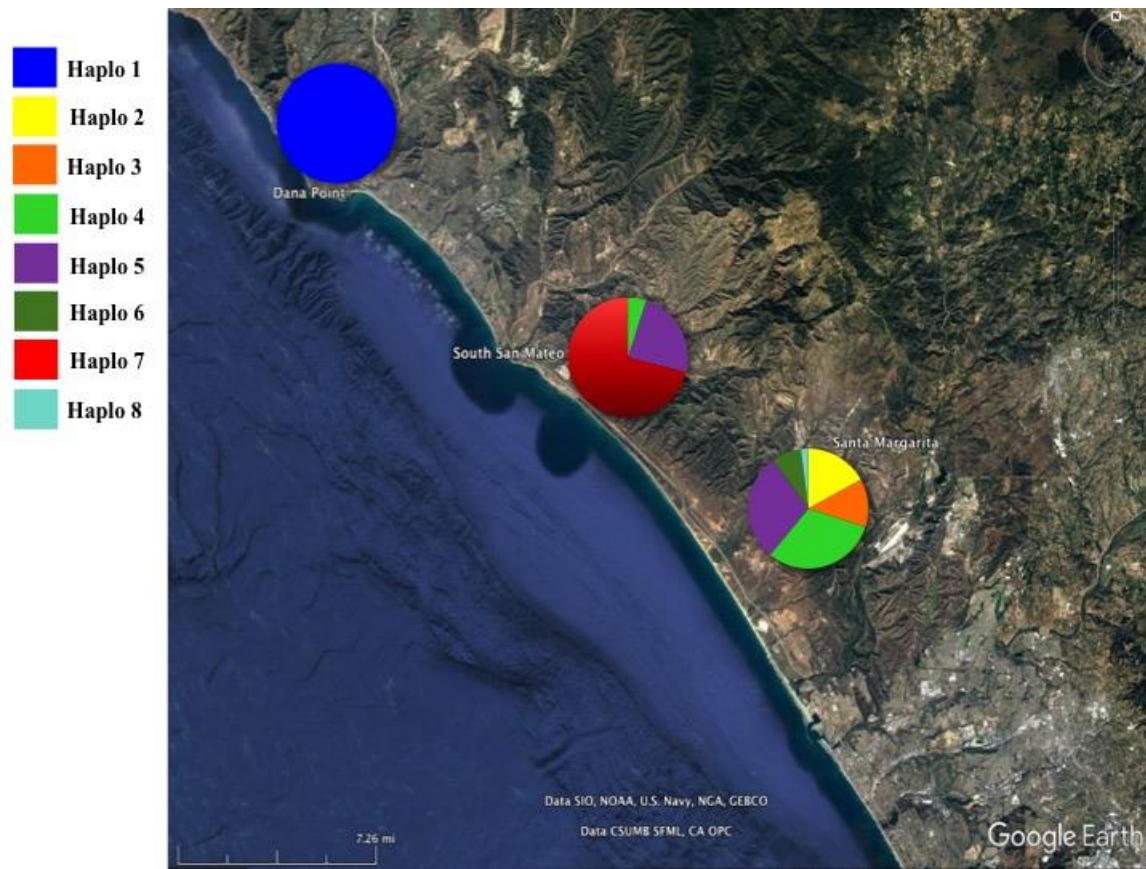 Haplo 1
Haplo 2
Haplo 3
Haplo 4
Haplo 5
Haplo 6
Haplo 7
Haplo 8
N
Dana Point
South San Mateo
Santa Margarita
Data SIO, NOAA, U.S. Navy, NGA, GEBCO
Data CSUMB SFML, CA OPC
7.26 mi
Google Earth